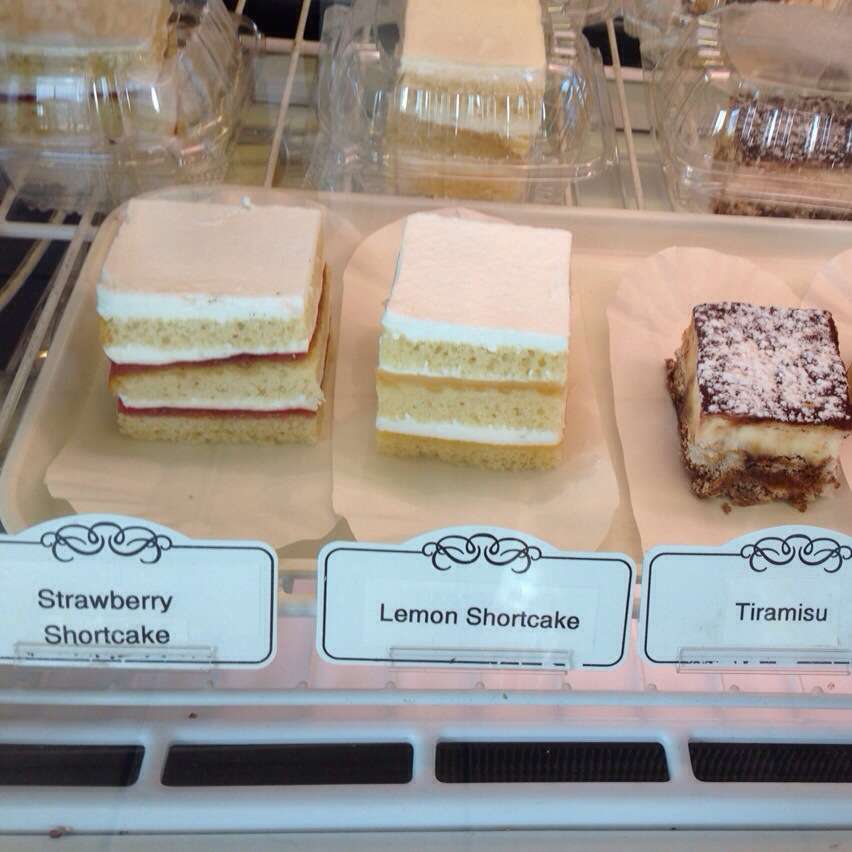 Strawberry
Shortcake
Lemon Shortcake
Tiramisu